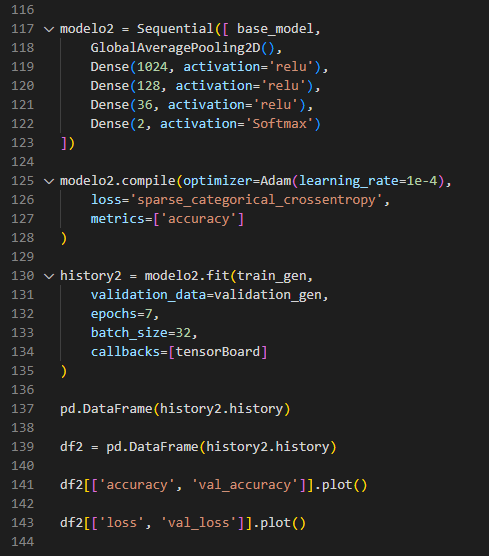 116
117 modelo2 = Sequential([ base_model,
118     GlobalAveragePooling2D(),
119     Dense(1024, activation='relu'),
120     Dense(128, activation='relu'),
121     Dense(36, activation='relu'),
122     Dense(2, activation='Softmax')
123 ])
124
125 modelo2.compile(optimizer=Adam(learning_rate=1e-4),
126     loss='sparse_categorical_crossentropy',
127     metrics=['accuracy']
128 )
129
130 history2 = modelo2.fit(train_gen,
131     validation_data=validation_gen,
132     epochs=7,
133     batch_size=32,
134     callbacks=[tensorBoard]
135 )
136
137 pd.DataFrame(history2.history)
138
139 df2 = pd.DataFrame(history2.history)
140
141 df2[['accuracy', 'val_accuracy']].plot()
142
143 df2[['loss', 'val_loss']].plot()
144